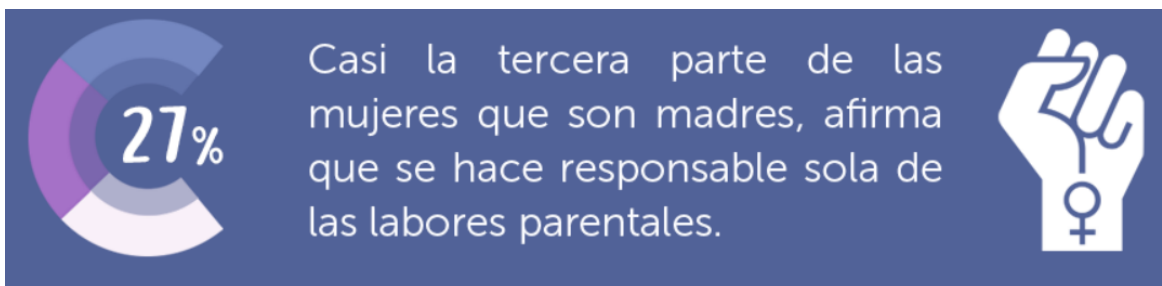 27%
Casi la tercera parte de las
mujeres que son madres, afirma
que se hace responsable sola de
las labores parentales.